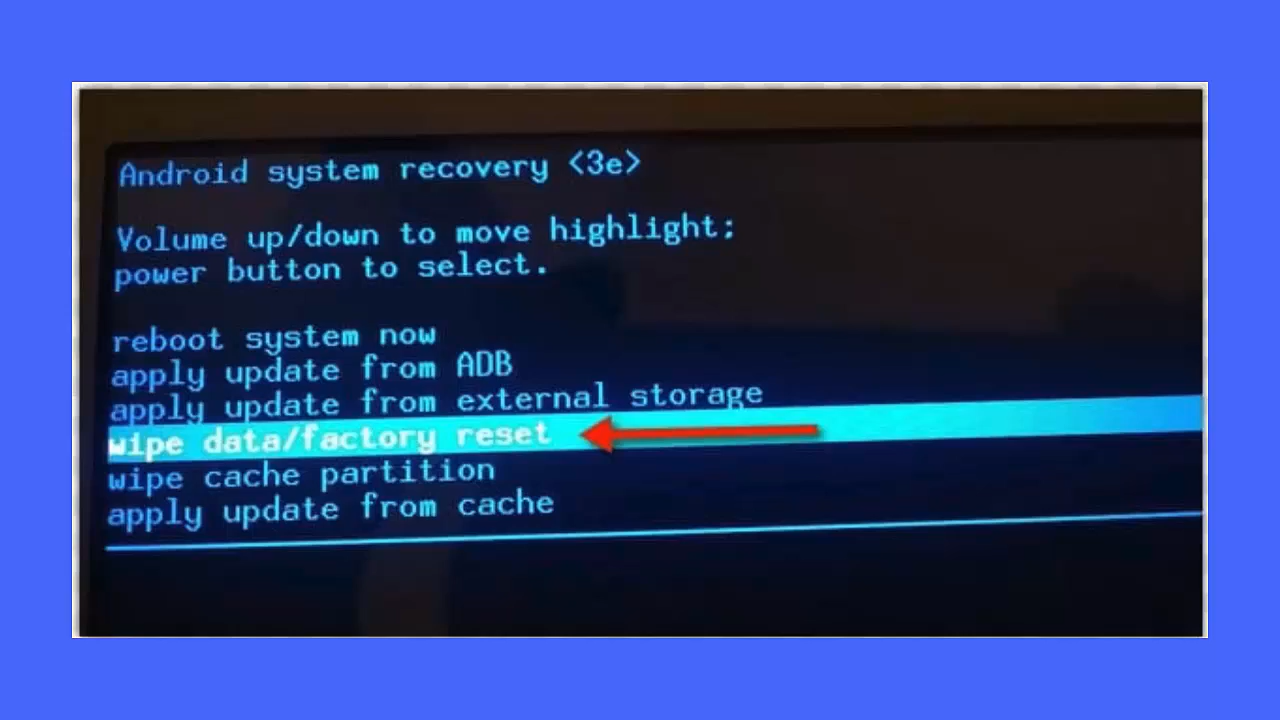 Android system recovery <3e>
Volume up/down to move highlight;
power button to select.
reboot system now
apply update from ADB
apply update from external storage
wipe data/factory reset
wipe cache partition
apply update from cache